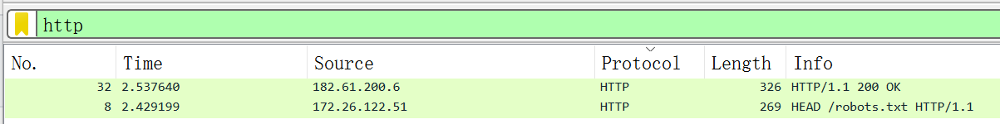 http
No. Time Source Protocol Length Info
32 2.537640 182.61.200.6 HTTP 326 HTTP/1.1 200 OK
8 2.429199 172.26.122.51 HTTP 269 HEAD /robots.txt HTTP/1.1